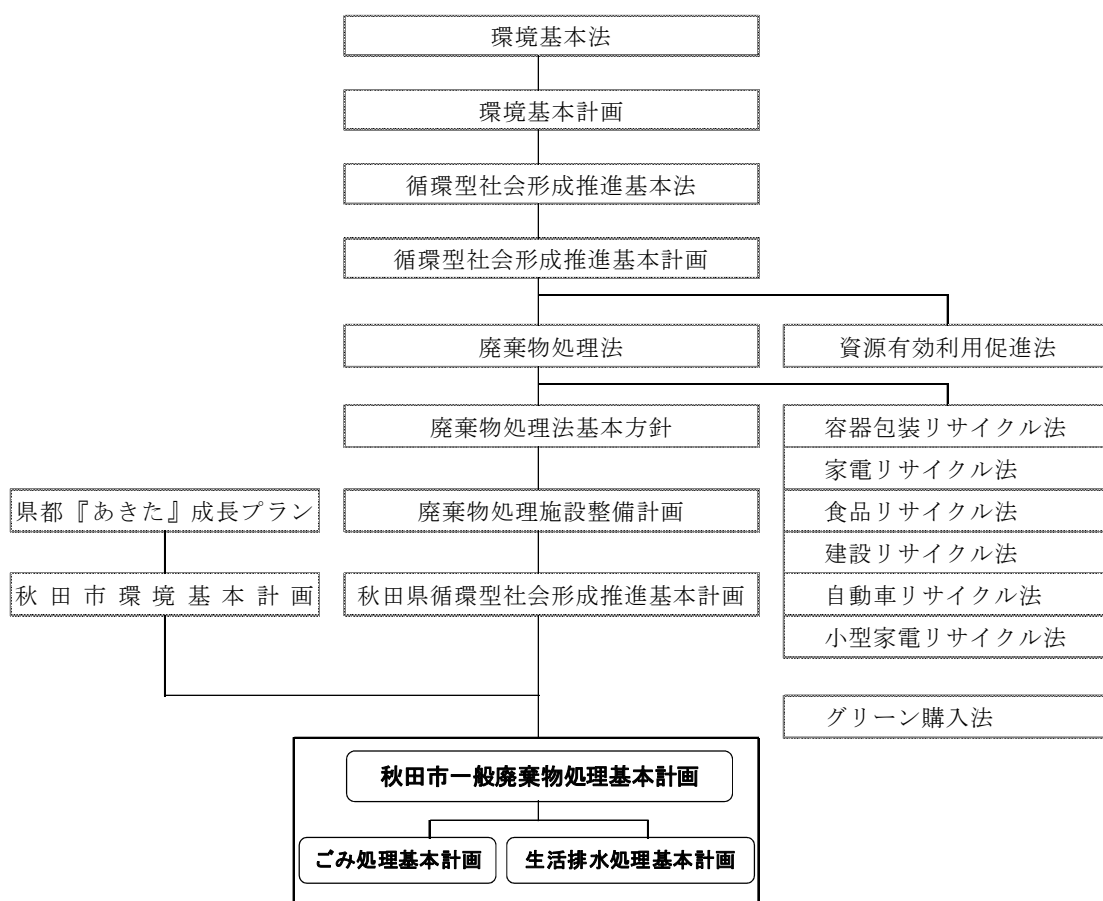 環境基本法
環境基本計画
循環型社会形成推進基本法
循環型社会形成推進基本計画
廃棄物処理法
資源有効利用促進法
廃棄物処理法基本方針
容器包装リサイクル法
家電リサイクル法
県都『あきた』成長プラン
廃棄物処理施設整備計画
食品リサイクル法
建設リサイクル法
秋田市環境基本計画
秋田県循環型社会形成推進基本計画
自動車リサイクル法
小型家電リサイクル法
グリーン購入法
秋田市一般廃棄物処理基本計画
ごみ処理基本計画
生活排水処理基本計画